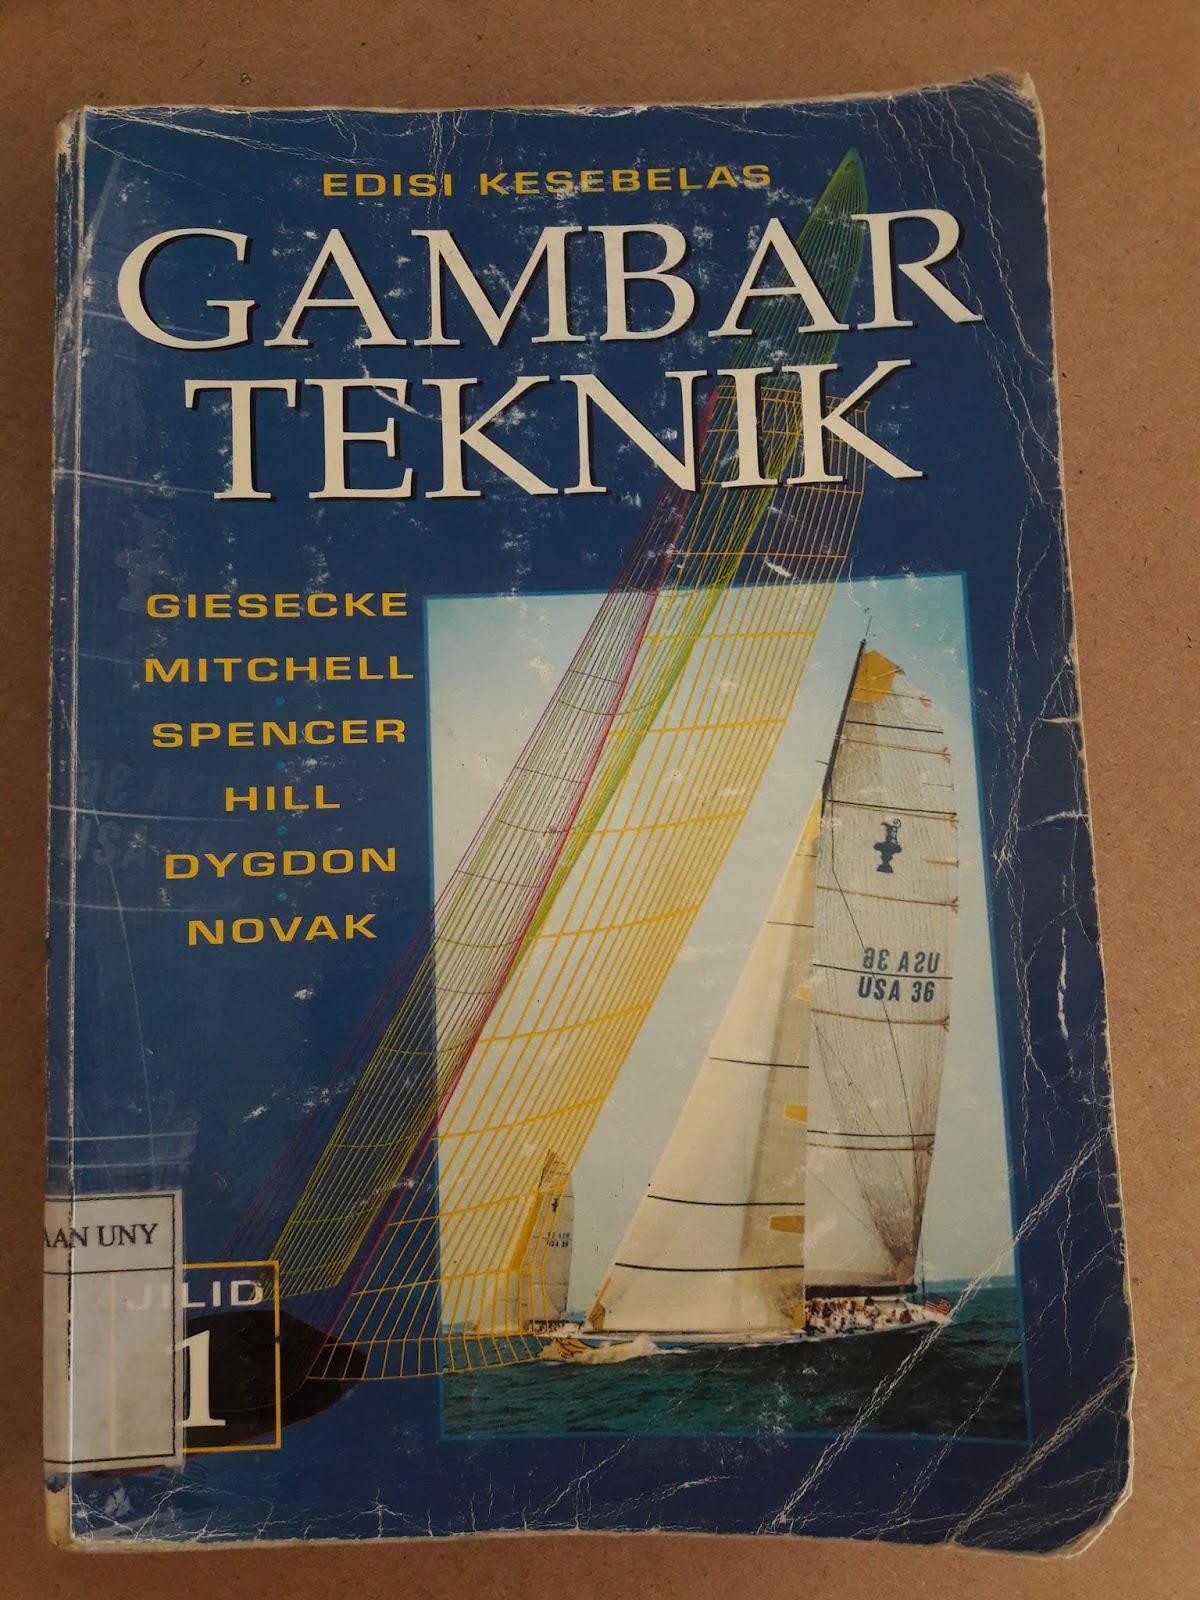 EDISI KESEBELAS
GAMBAR
TEKNIK
GIESECKE
MITCHELL
SPENCER
HILL
DYGDON
NOVAK
USA 36
USA 36
AAN UNY
JILID
1